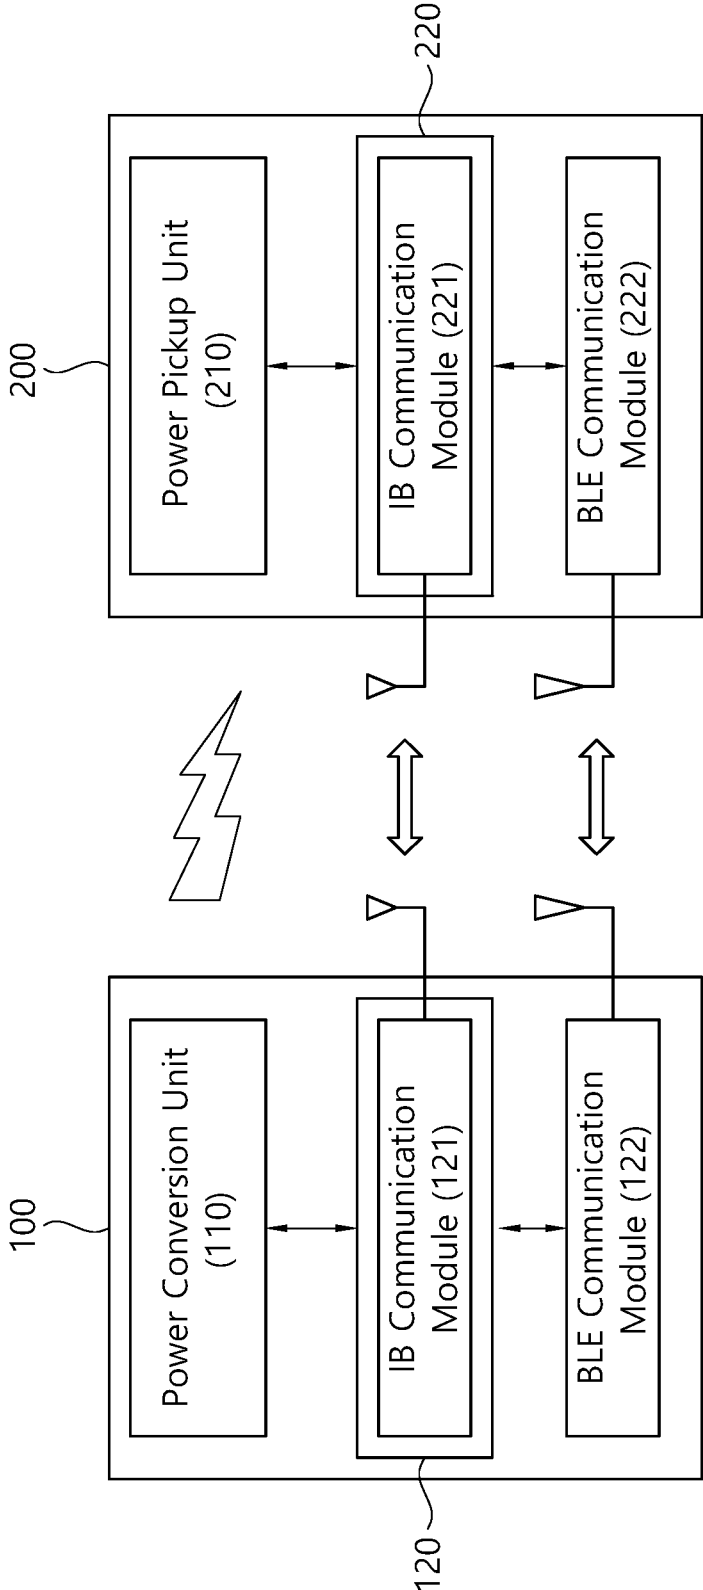 100
Power Conversion Unit
(110)
IB Communication
Module (121)
120
BLE Communication
Module (122)
200
Power Pickup Unit
(210)
IB Communication
Module (221)
220
BLE Communication
Module (222)